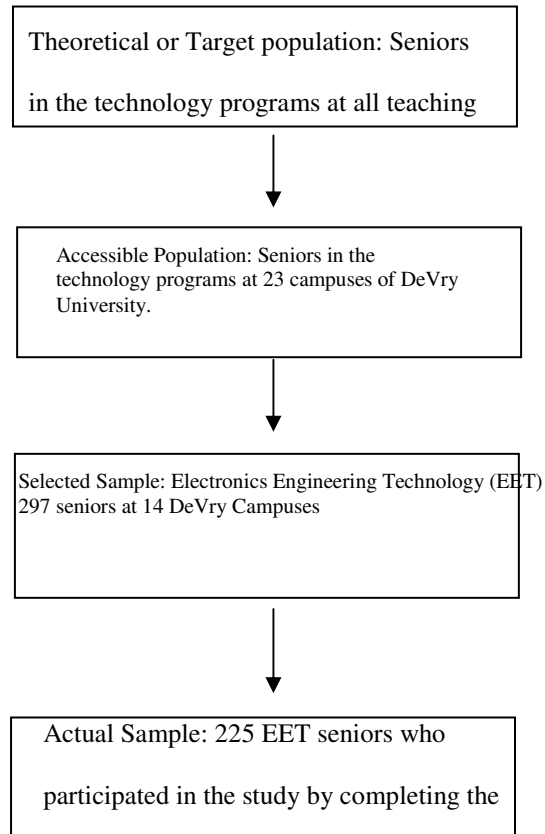 Theoretical or Target population: Seniors
in the technology programs at all teaching
Accessible Population: Seniors in the
technology programs at 23 campuses of DeVry
University.
Selected Sample: Electronics Engineering Technology (EET)
297 seniors at 14 DeVry Campuses
Actual Sample: 225 EET seniors who
participated in the study by completing the